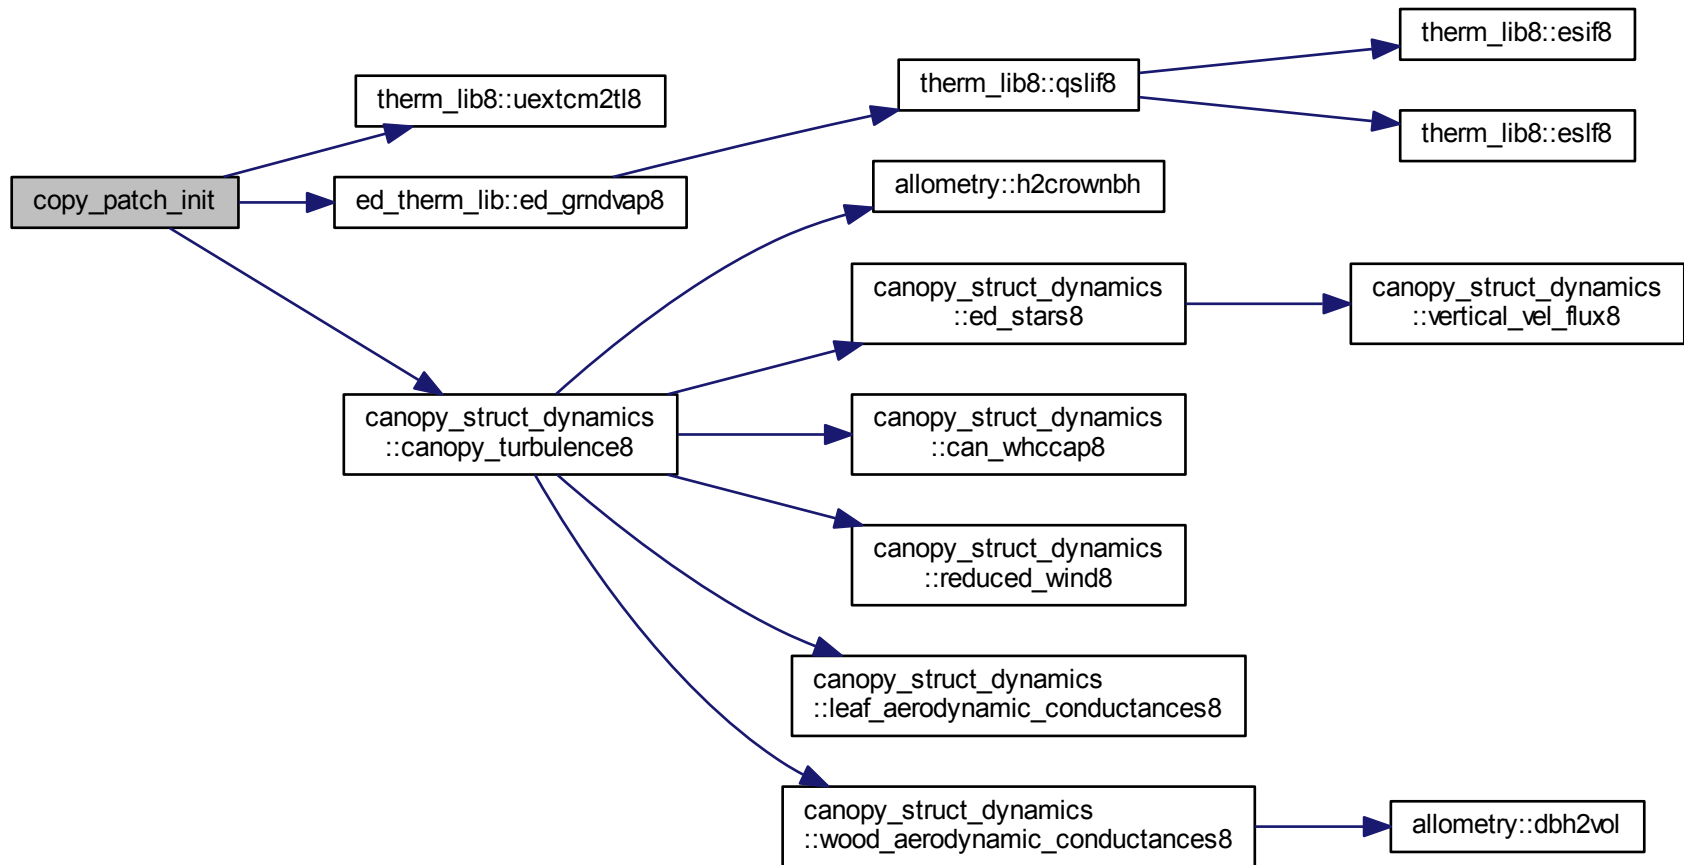 therm_lib8::esif8
therm_lib8::qslif8
therm_lib8::uextcm2tl8
therm_lib8::eslf8
allometry::h2crownbh
copy_patch_init
ed_therm_lib::ed_grndvap8
canopy_struct_dynamics
::ed_stars8
canopy_struct_dynamics
::vertical_vel_flux8
canopy_struct_dynamics
::canopy_turbulence8
canopy_struct_dynamics
::can_whccap8
canopy_struct_dynamics
::reduced_wind8
canopy_struct_dynamics
::leaf_aerodynamic_conductances8
canopy_struct_dynamics
::wood_aerodynamic_conductances8
allometry::dbh2vol